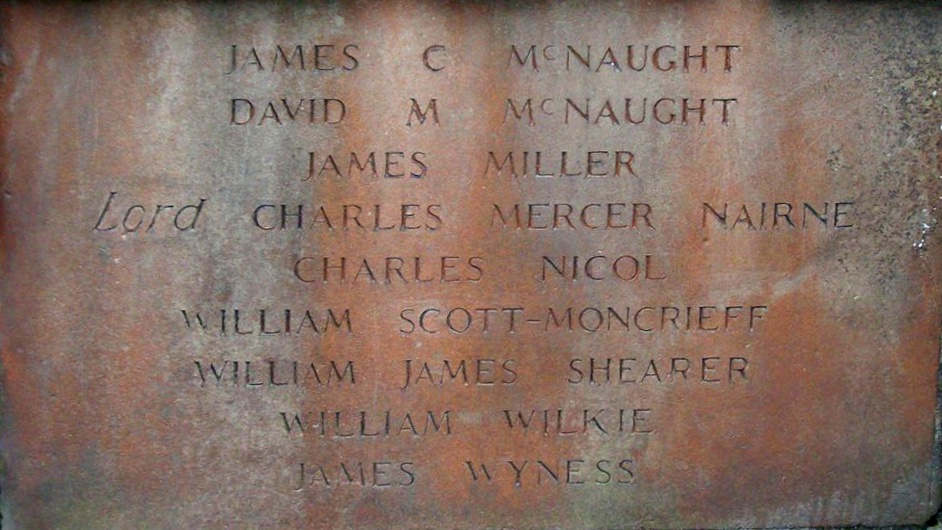 JAMES C McNAUGHT
DAVID M McNAUGHT
JAMES MILLER
Lord CHARLES MERCER NAIRNE
CHARLES NICOL
WILLIAM SCOTT-MONCRIEFF
WILLIAM JAMES SHEARER
WILLIAM WILKIE
JAMES WYNESS